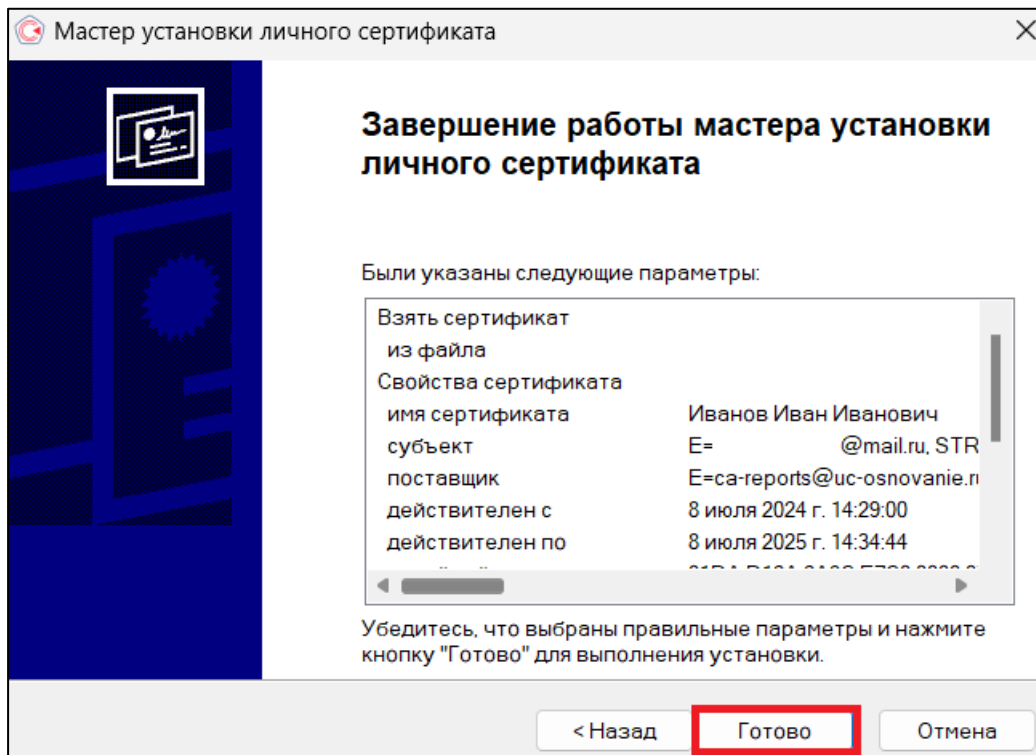 Мастер установки личного сертификата
Завершение работы мастера установки
личного сертификата
Были указаны следующие параметры:
Взять сертификат
из файла
Свойства сертификата
имя сертификата Иванов Иван Иванович
субъект E= @mail.ru, STR
поставщик E=ca-reports@uc-osnovanie.ru
действителен с 8 июля 2024 г. 14:29:00
действителен по 8 июля 2025 г. 14:34:44
Убедитесь, что выбраны правильные параметры и нажмите
кнопку "Готово" для выполнения установки.
< Назад Готово Отмена